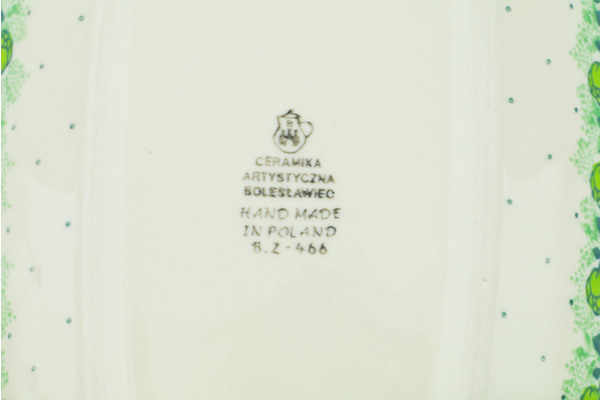 CERAMIKA
ARTYSTYCZNA
BOLESŁAWIEC
HAND MADE
IN POLAND
B.Z-466